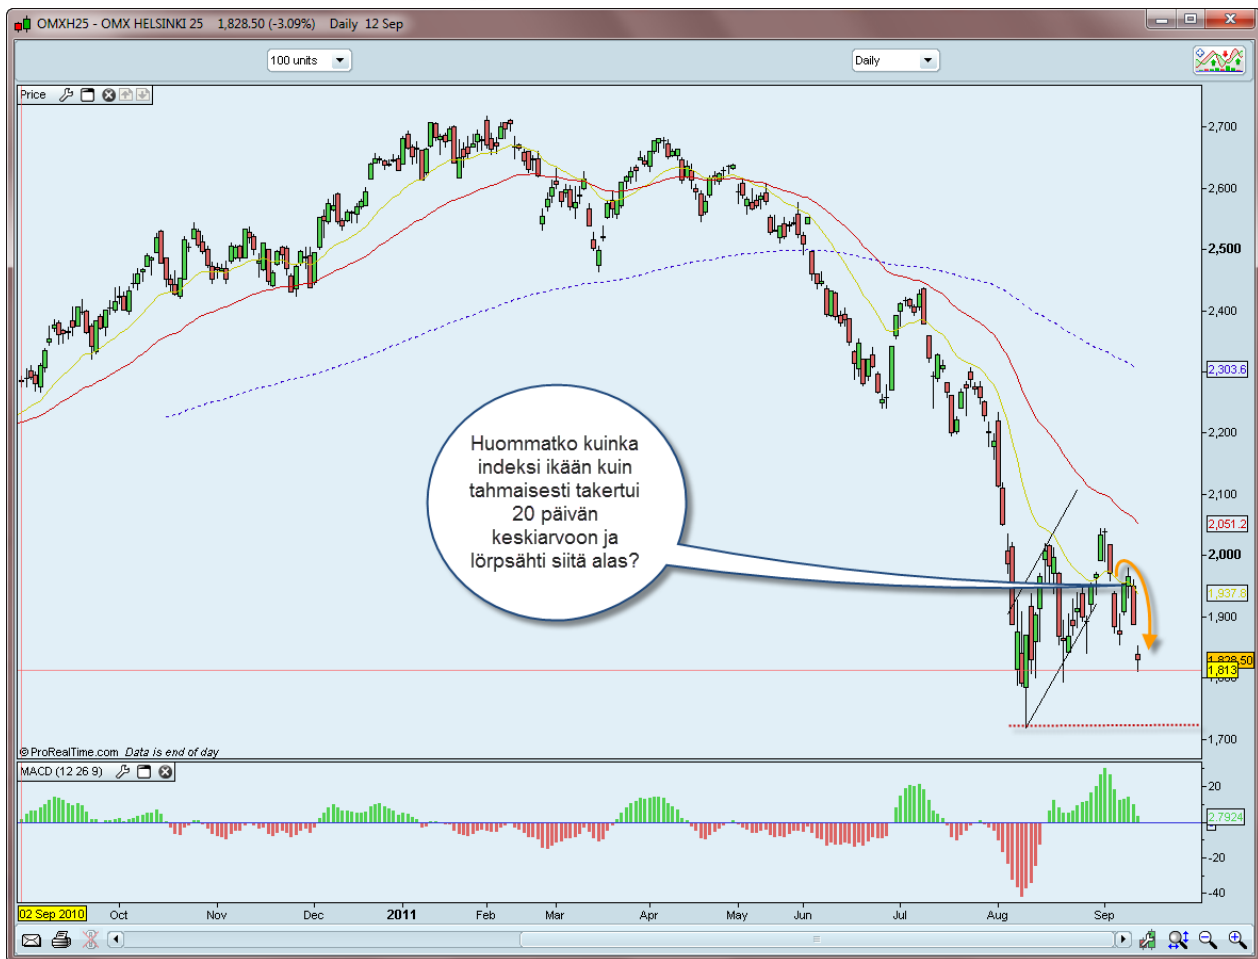 OMXH25 - OMX HELSINKI 25 1,828.50 (-3.09%) Daily 12 Sep
100 units
Daily
Price
2,700
2,600
2,500
2,400
2,303.6
2,200
2,100
2,051.2
2,000
1,937.8
1,900
1,828.50
1,813
1,700
Huommatko kuinka
indeksi ikään kuin
tahmaisesti takertui
20 päivän
keskiarvoon ja
lörpsähti siitä alas?
© ProRealTime.com Data is end of day
MACD (12 26 9)
20
2.7924
-20
-40
02 Sep 2010 Oct Nov Dec 2011 Feb Mar Apr May Jun Jul Aug Sep